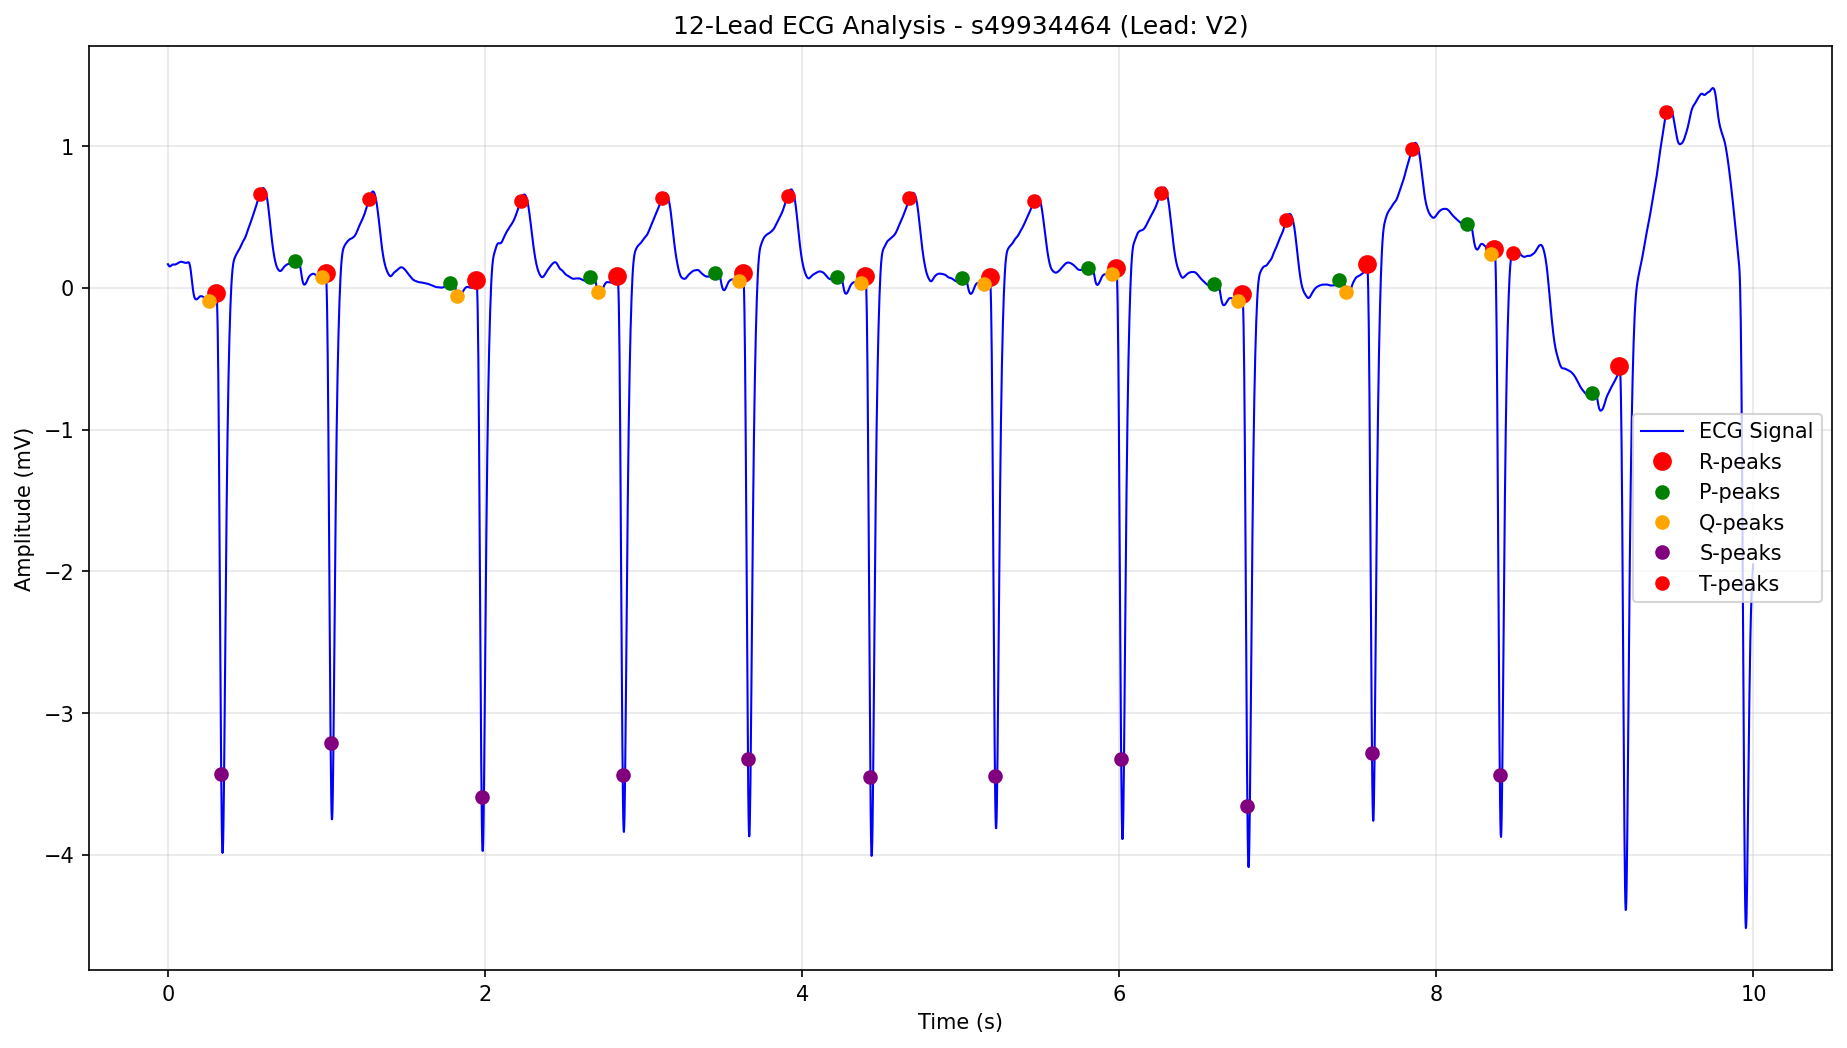 12-Lead ECG Analysis - s49934464 (Lead: V2)
Amplitude (mV)
1
0
−1
−2
−3
−4
ECG Signal
R-peaks
P-peaks
Q-peaks
S-peaks
T-peaks
0 2 4 6 8 10
Time (s)